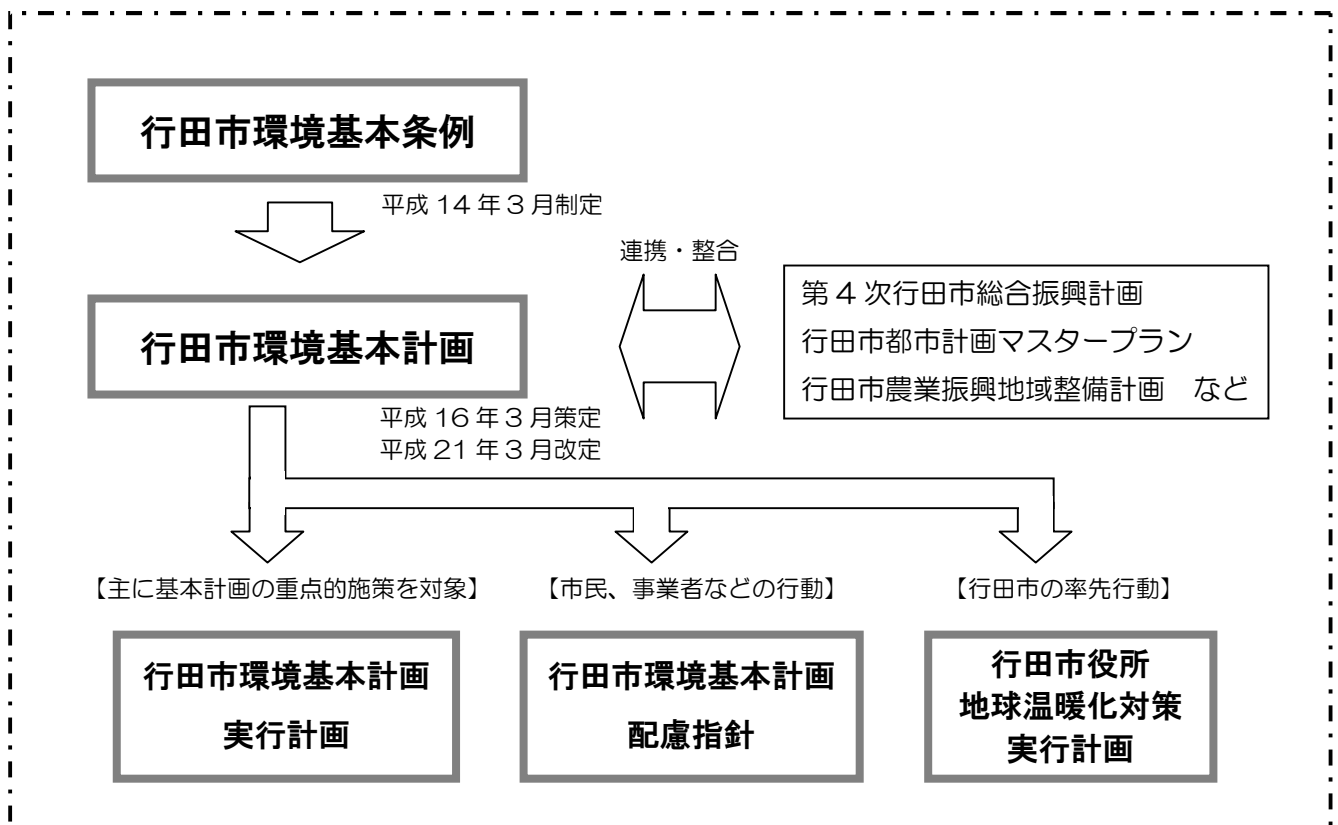 行田市環境基本条例
平成 14 年 3 月制定
連携・整合
第 4 次行田市総合振興計画
行田市都市計画マスタープラン
行田市農業振興地域整備計画　など
行田市環境基本計画
平成 16 年 3 月策定
平成 21 年 3 月改定
【主に基本計画の重点的施策を対象】
行田市環境基本計画
実行計画
【市民、事業者などの行動】
行田市環境基本計画
配慮指針
【行田市の率先行動】
行田市役所
地球温暖化対策
実行計画